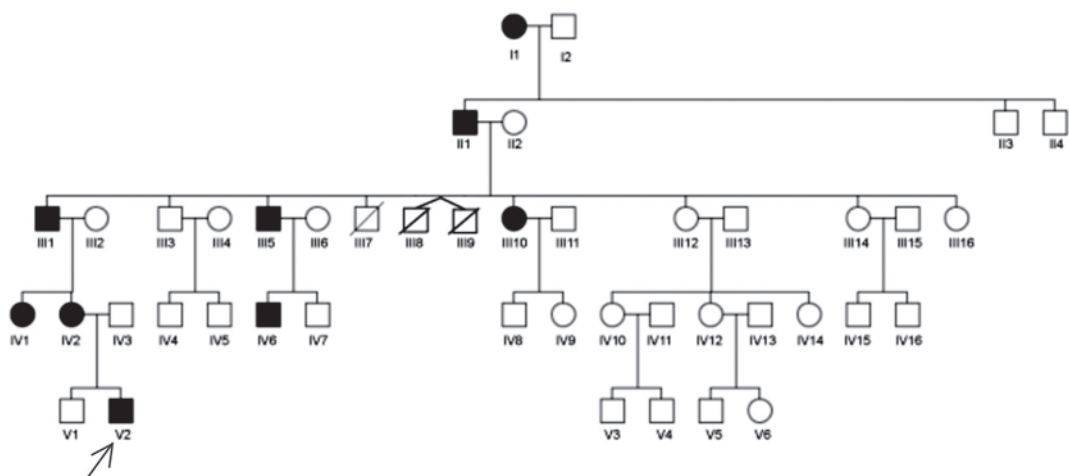 I1 I2
II1 II2 II3 II4
III1 III2 III3 III4 III5 III6 III7 III8 III9 III10 III11 III12 III13 III14 III15 III16
IV1 IV2 IV3 IV4 IV5 IV6 IV7 IV8 IV9 IV10 IV11 IV12 IV13 IV14 IV15 IV16
V1 V2 V3 V4 V5 V6